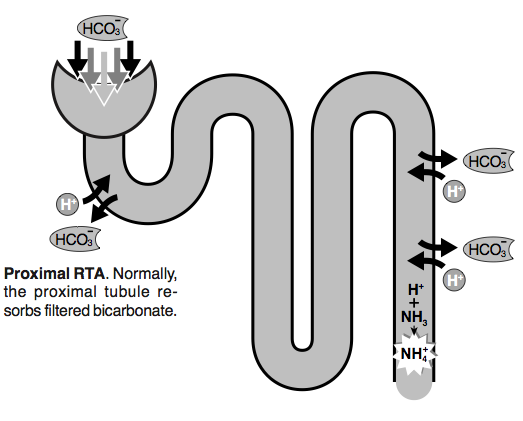 HCO₃⁻
H⁺
HCO₃⁻
Proximal RTA. Normally,
the proximal tubule re-
sorbs filtered bicarbonate.
HCO₃⁻
H⁺
HCO₃⁻
H⁺
H⁺
+
NH₃
NH₄⁺